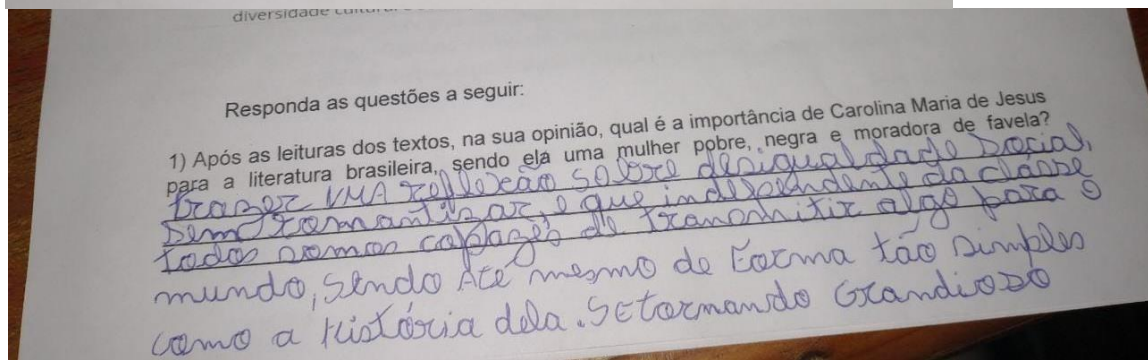 diversidade
Responda as questões a seguir:
1) Após as leituras dos textos, na sua opinião, qual é a importância de Carolina Maria de Jesus
para a literatura brasileira, sendo ela uma mulher pobre, negra e moradora de favela?
trazer UMA reflexão sobre desigualdade social,
sem romantizar, e que independente da classe
todos somos capazes de transmitir algo para o
mundo, sendo Até mesmo de Forma tão simples
como a História dela. SE tornando Grandioso